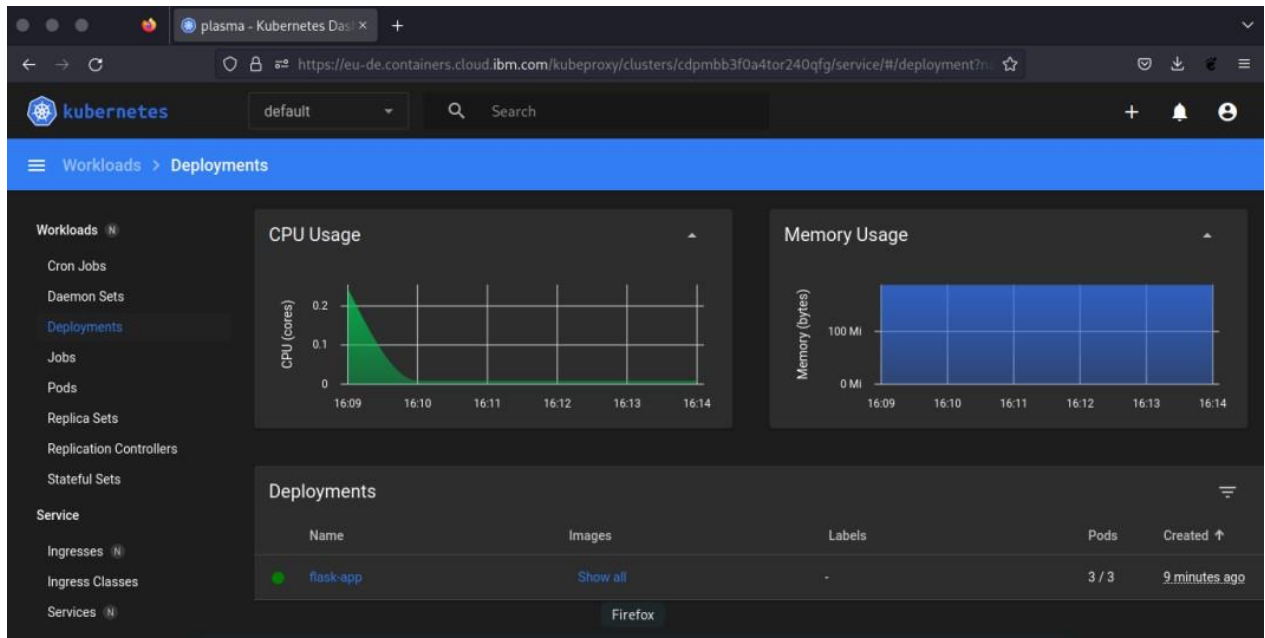 plasma - Kubernetes Das
https://eu-de.containers.cloud.ibm.com/kubeproxy/clusters/cdpmbb3f0a4tor240qfg/service/#/deployment?n
kubernetes
default
Search
Workloads > Deployments
Workloads N
Cron Jobs
Daemon Sets
Deployments
Jobs
Pods
Replica Sets
Replication Controllers
Stateful Sets
Service
Ingresses N
Ingress Classes
Services N
CPU Usage
CPU (cores)
0.2
0.1
0
16:09 16:10 16:11 16:12 16:13 16:14
Memory Usage
Memory (bytes)
100 Mi
0 Mi
16:09 16:10 16:11 16:12 16:13 16:14
Deployments
Name Images Labels Pods Created
flask-app Show all - 3 / 3 9 minutes ago
Firefox